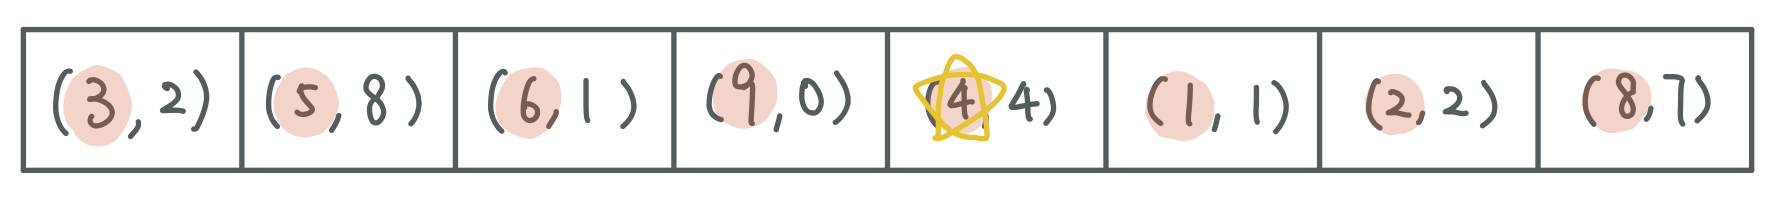 (3, 2) (5, 8) (6, 1) (9, 0) (4, 4) (1, 1) (2, 2) (8, 7)